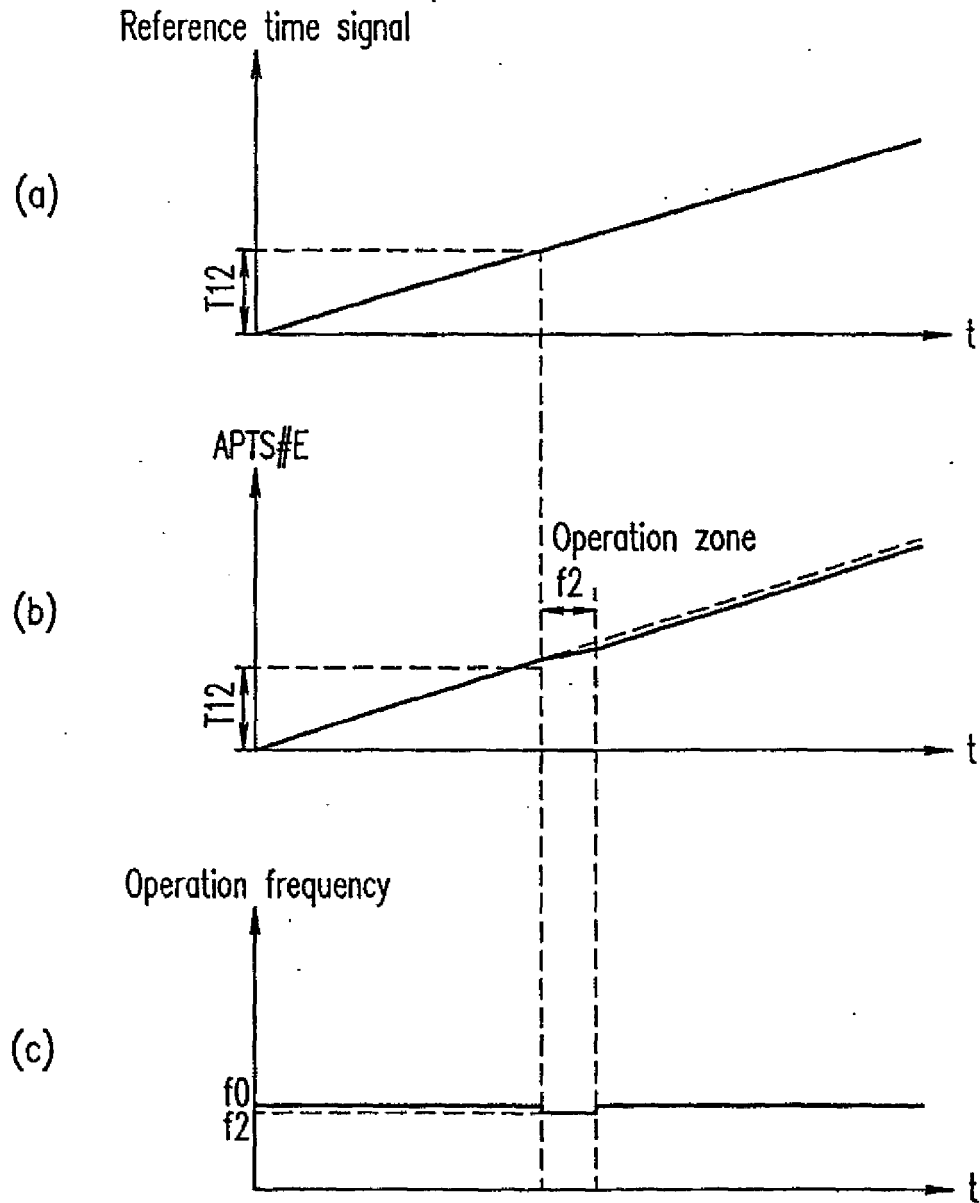 Reference time signal
(a)
T12
t
APTS#E
Operation zone
f2
(b)
T12
t
Operation frequency
(c)
f0
f2
t